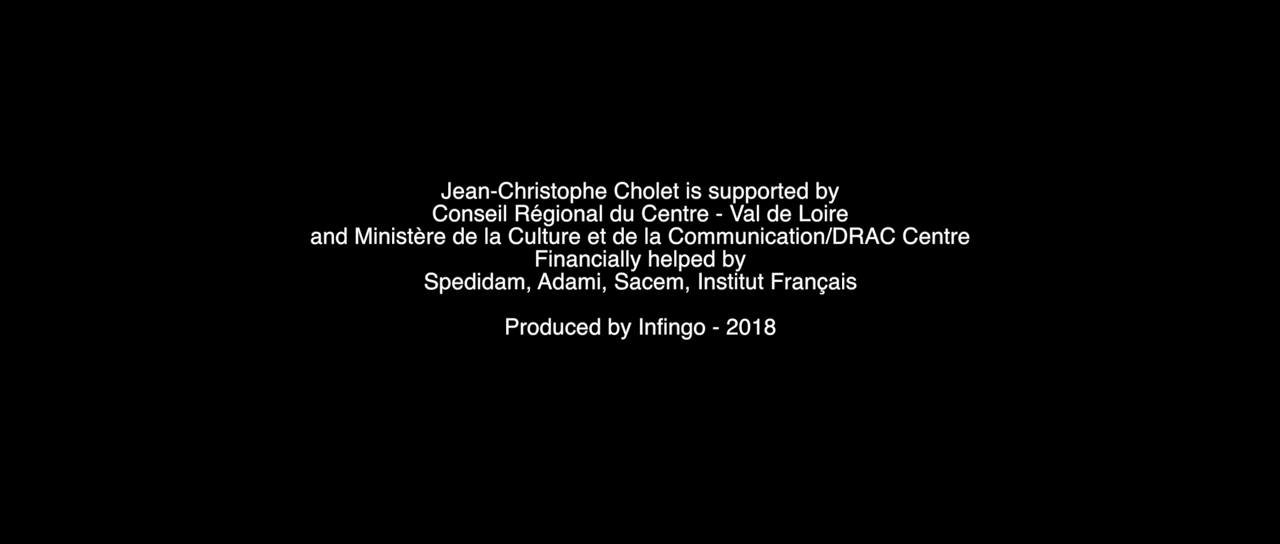 Jean-Christophe Cholet is supported by
Conseil Régional du Centre - Val de Loire
and Ministère de la Culture et de la Communication/DRAC Centre
Financially helped by
Spedidam, Adami, Sacem, Institut Français
Produced by Infingo - 2018